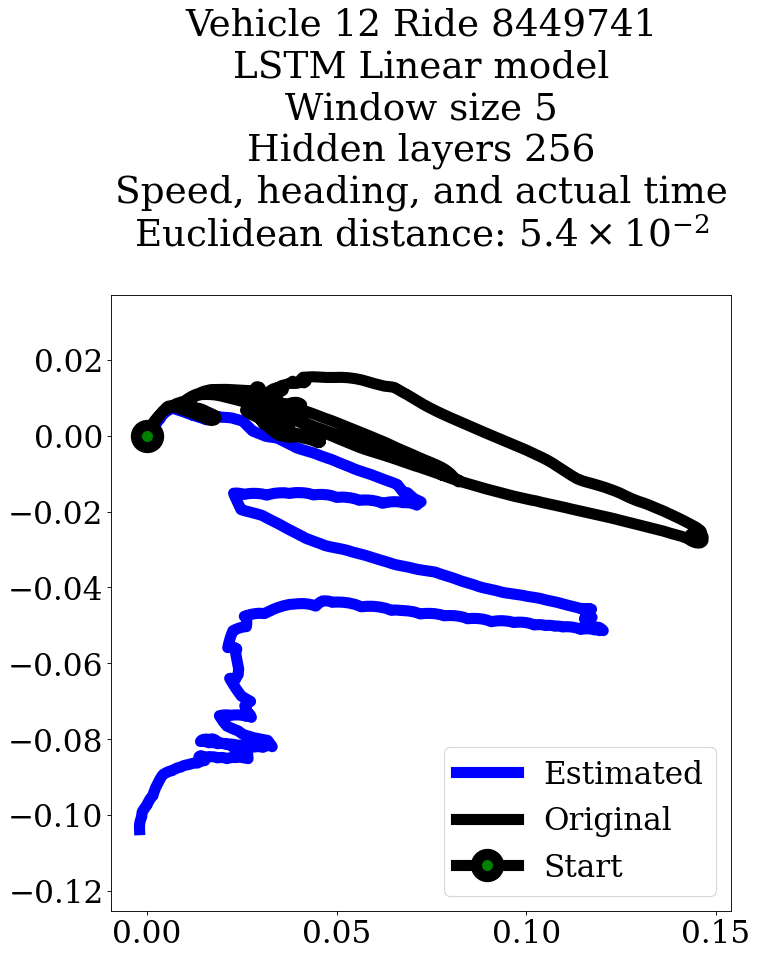 Vehicle 12 Ride 8449741
LSTM Linear model
Window size 5
Hidden layers 256
Speed, heading, and actual time
Euclidean distance: 5.4 × 10⁻²
0.02
0.00
−0.02
−0.04
−0.06
−0.08
−0.10
−0.12
Estimated
Original
Start
0.00 0.05 0.10 0.15